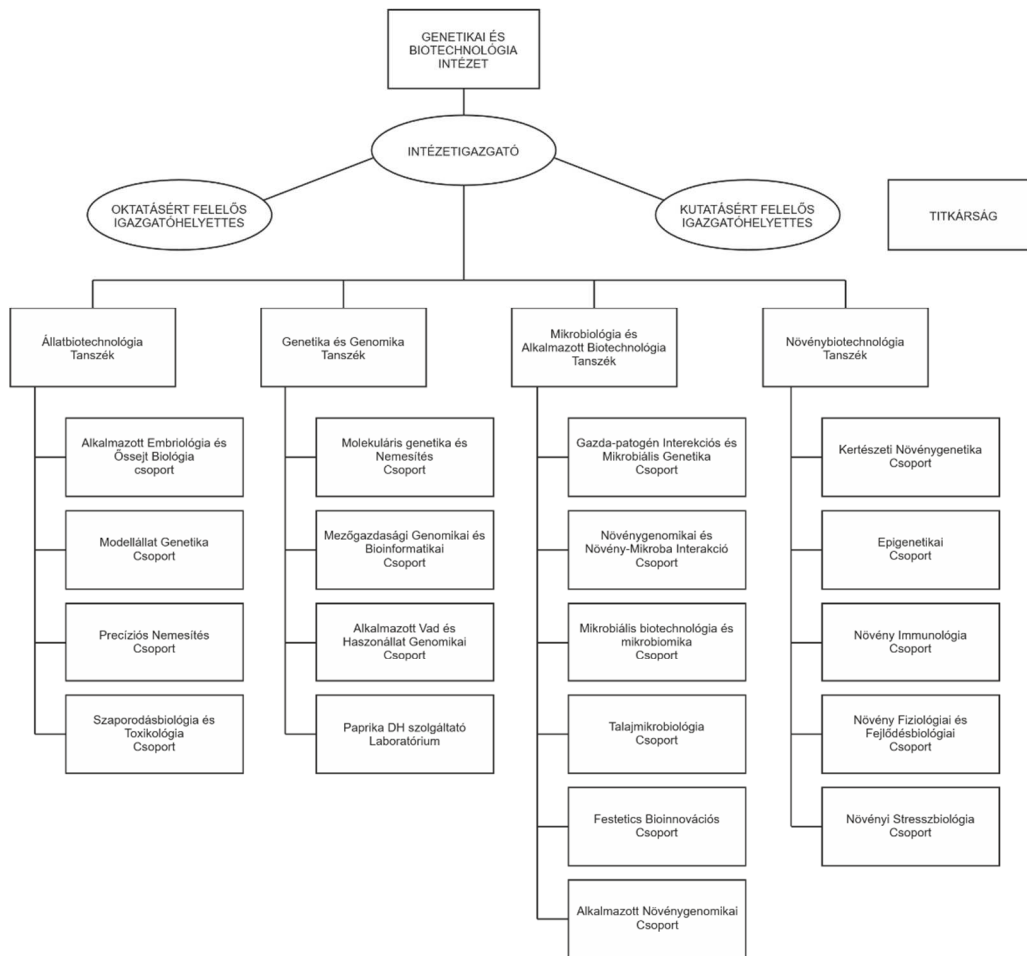 GENETIKAI ÉS
BIOTECHNOLÓGIA
INTÉZET
INTÉZETIGAZGATÓ
OKTATÁSÉRT FELELŐS
IGAZGATÓHELYETTES
KUTATÁSÉRT FELELŐS
IGAZGATÓHELYETTES
TITKÁRSÁG
Állatbiotechnológia
Tanszék
Genetika és Genomika
Tanszék
Mikrobiológia és
Alkalmazott Biotechnológia
Tanszék
Növénybiotechnológia
Tanszék
Alkalmazott Embriológia és
Őssejt Biológia
csoport
Modellállat Genetika
Csoport
Precíziós Nemesítés
Csoport
Szaporodásbiológia és
Toxikológia
Csoport
Molekuláris genetika és
Nemesítés
Csoport
Mezőgazdasági Genomikai és
Bioinformatikai
Csoport
Alkalmazott Vad és
Haszonállat Genomikai
Csoport
Paprika DH szolgáltató
Laboratórium
Gazda-patogén Interekciós és
Mikrobiális Genetika
Csoport
Növénygenomikai és
Növény-Mikroba Interakció
Csoport
Mikrobiális biotechnológia és
mikrobiomika
Csoport
Talajmikrobiológia
Csoport
Festetics Bioinnovációs
Csoport
Alkalmazott Növénygenomikai
Csoport
Kertészeti Növénygenetika
Csoport
Epigenetikai
Csoport
Növény Immunológia
Csoport
Növény Fiziológiai és
Fejlődésbiológiai
Csoport
Növényi Stresszbiológia
Csoport